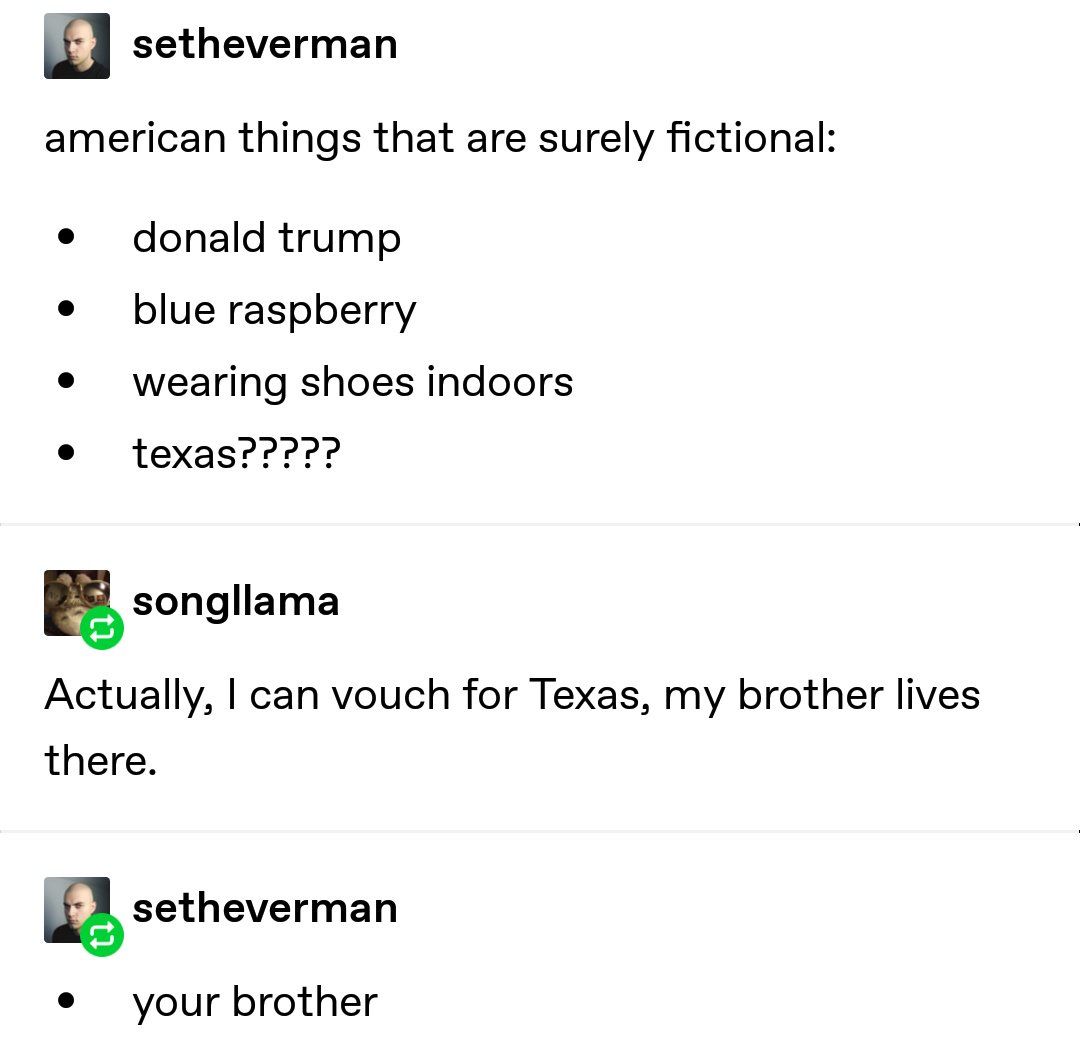 setheverman
american things that are surely fictional:
• donald trump
• blue raspberry
• wearing shoes indoors
• texas?????
songllama
Actually, I can vouch for Texas, my brother lives
there.
setheverman
• your brother